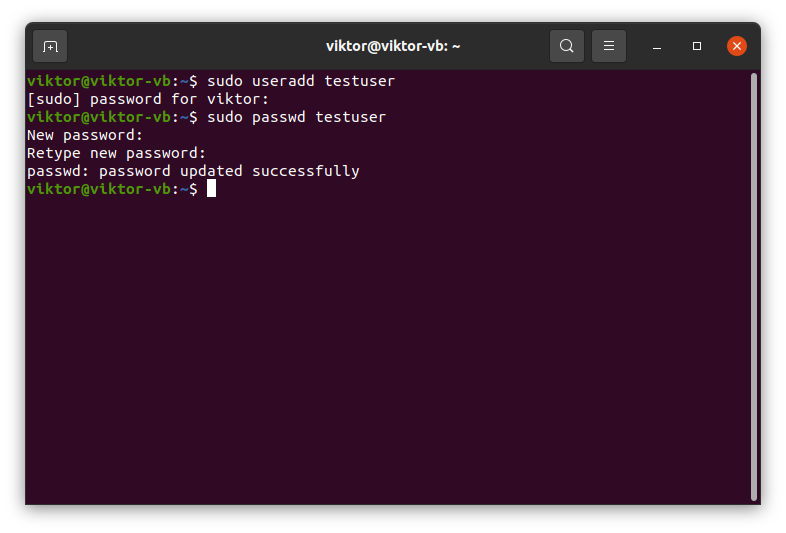 viktor@viktor-vb: ~
viktor@viktor-vb:~$ sudo useradd testuser
[sudo] password for viktor:
viktor@viktor-vb:~$ sudo passwd testuser
New password:
Retype new password:
passwd: password updated successfully
viktor@viktor-vb:~$